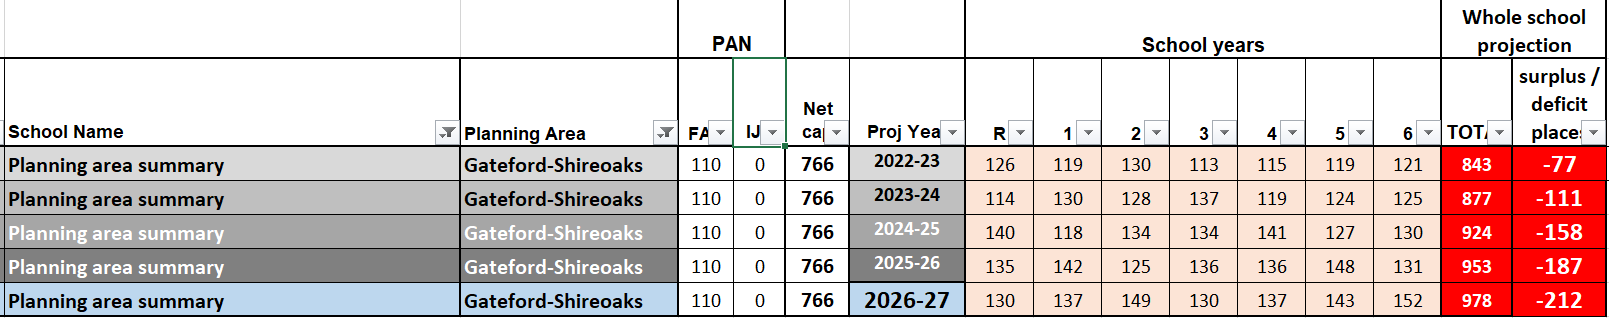 Whole school
projection
PAN
School years
School Name
Planning Area
FA
IJ
Net
cap
Proj Yea
R
1
2
3
4
5
6
TOTA
surplus /
deficit
places
Planning area summary Gateford-Shireoaks 110 0 766 2022-23 126 119 130 113 115 119 121 843 -77
Planning area summary Gateford-Shireoaks 110 0 766 2023-24 114 130 128 137 119 124 125 877 -111
Planning area summary Gateford-Shireoaks 110 0 766 2024-25 140 118 134 134 141 127 130 924 -158
Planning area summary Gateford-Shireoaks 110 0 766 2025-26 135 142 125 136 136 148 131 953 -187
Planning area summary Gateford-Shireoaks 110 0 766 2026-27 130 137 149 130 137 143 152 978 -212